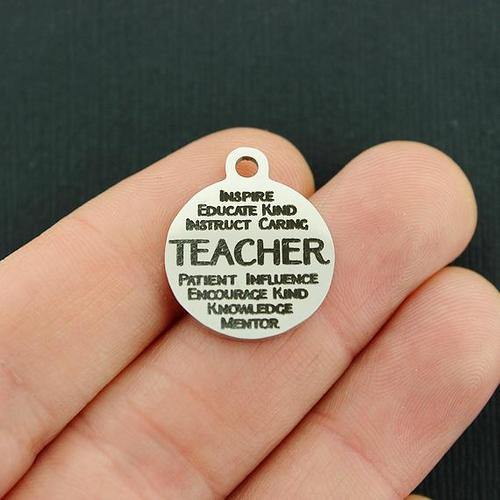 INSPIRE
EDUCATE KIND
INSTRUCT CARING
TEACHER
PATIENT INFLUENCE
ENCOURAGE KIND
KNOWLEDGE
MENTOR